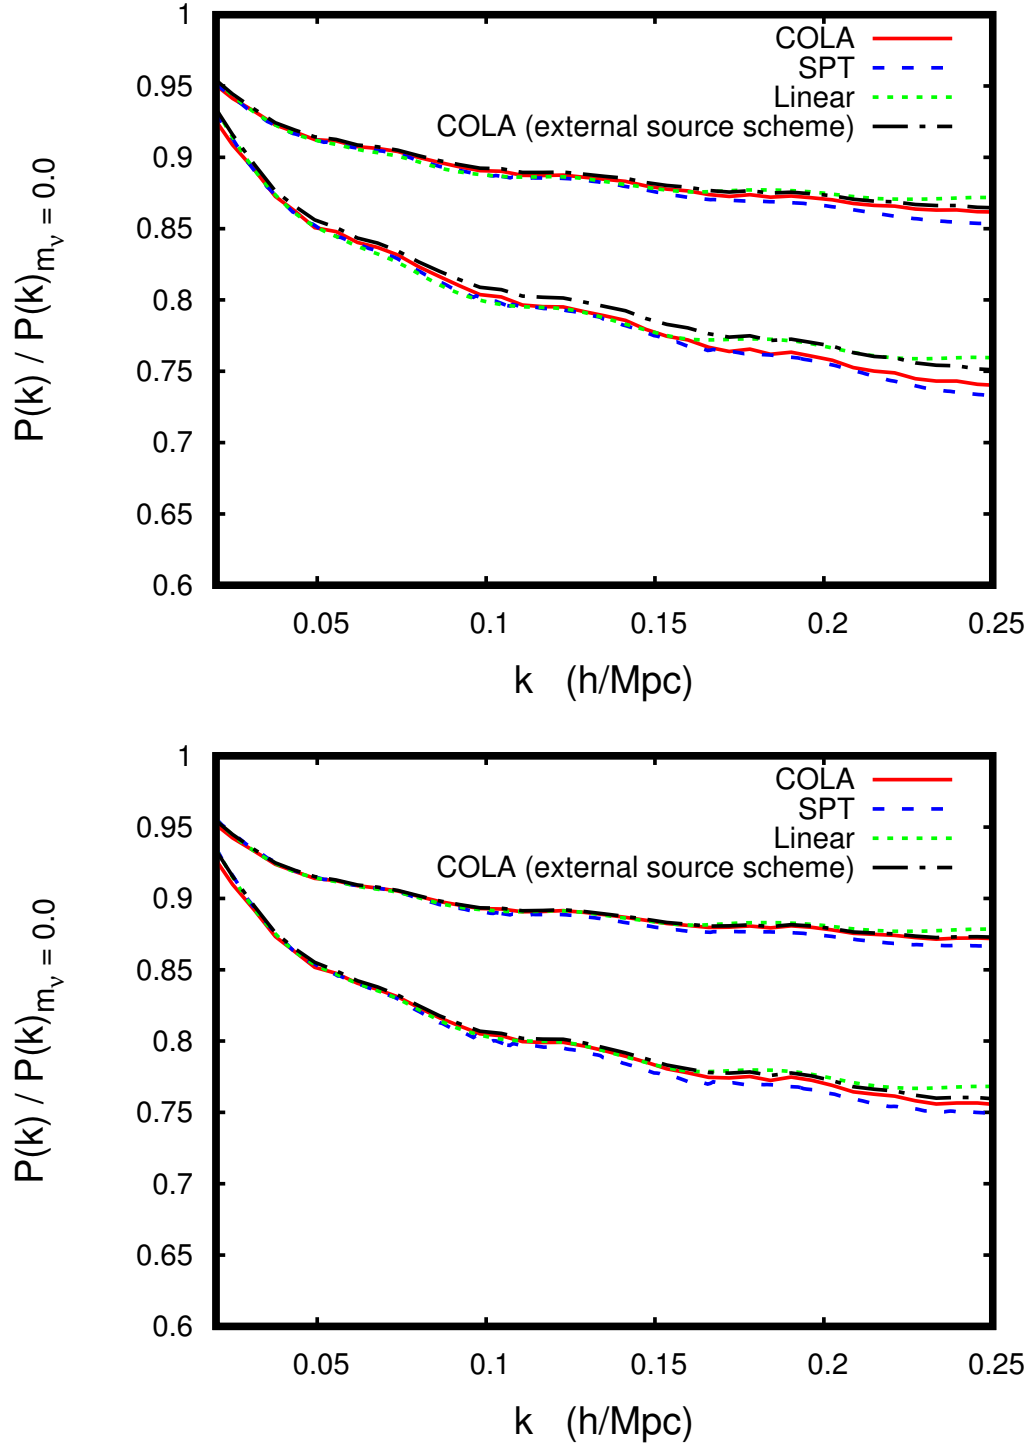 1
0.95
0.9
0.85
0.8
0.75
0.7
0.65
0.6
P(k) / P(k)m_ν = 0.0
COLA
SPT
Linear
COLA (external source scheme)
0.05 0.1 0.15 0.2 0.25
k (h/Mpc)
1
0.95
0.9
0.85
0.8
0.75
0.7
0.65
0.6
P(k) / P(k)m_ν = 0.0
COLA
SPT
Linear
COLA (external source scheme)
0.05 0.1 0.15 0.2 0.25
k (h/Mpc)